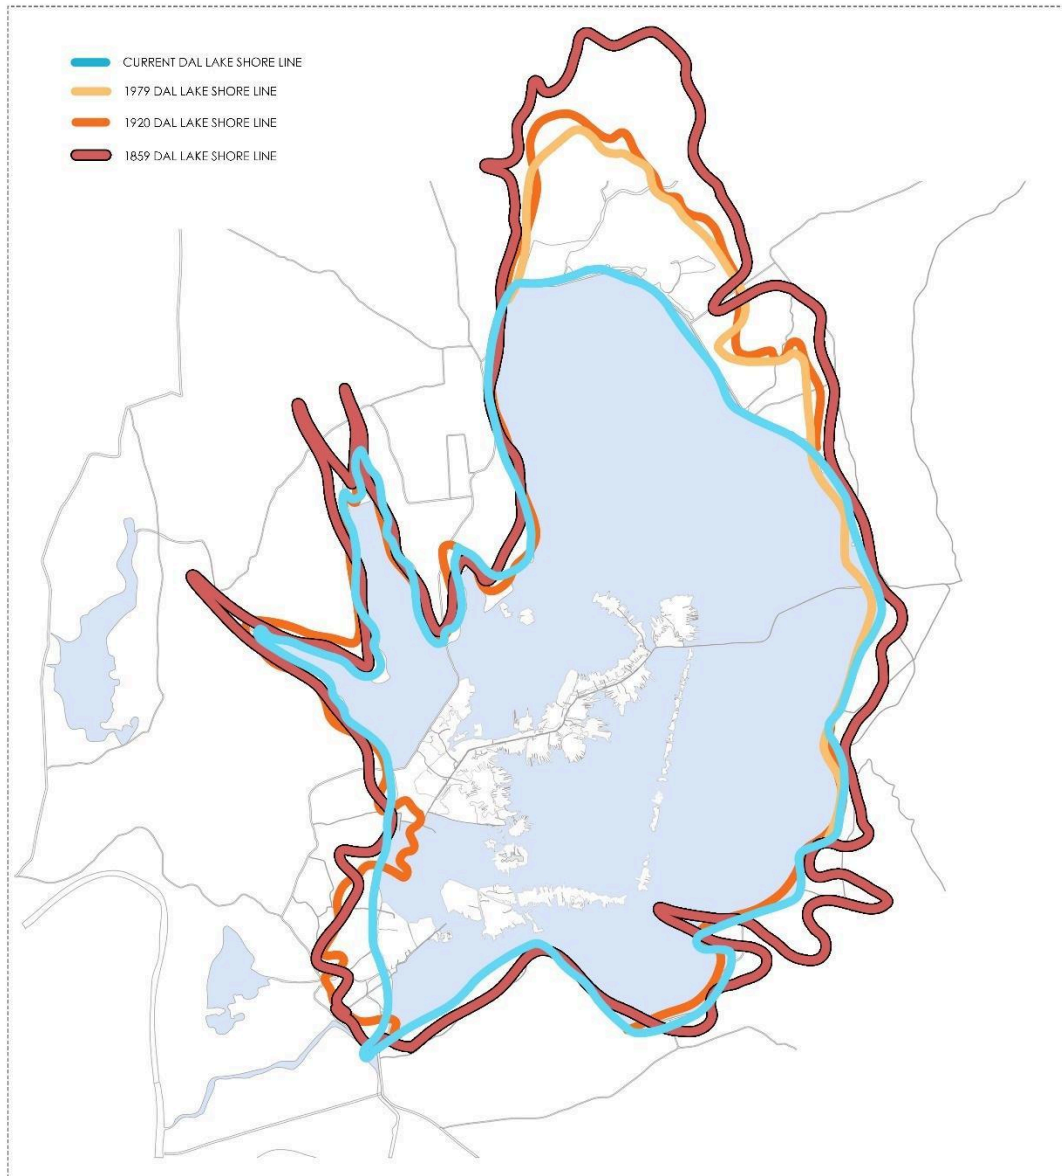 CURRENT DAL LAKE SHORE LINE
1979 DAL LAKE SHORE LINE
1920 DAL LAKE SHORE LINE
1859 DAL LAKE SHORE LINE